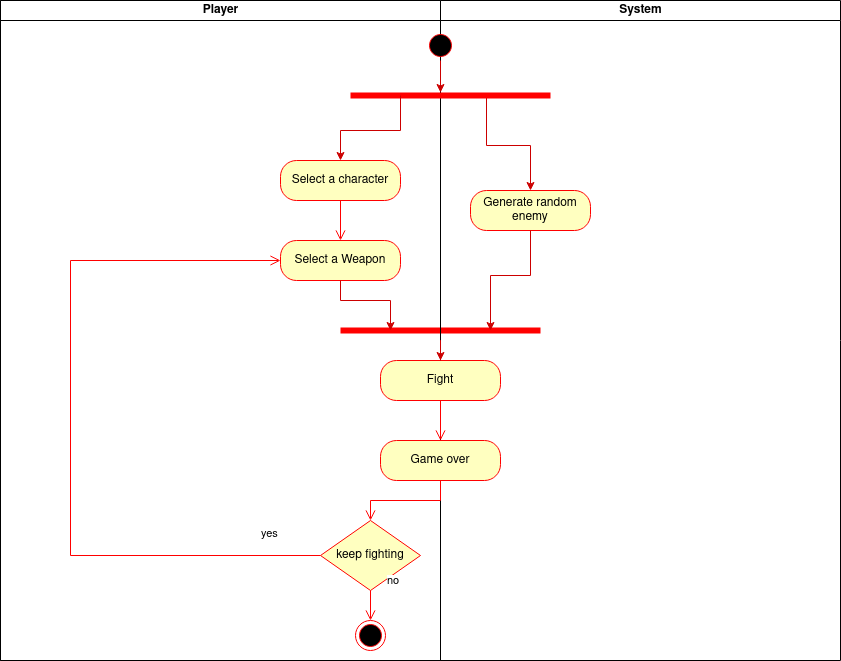 Player
System
Select a character
Generate random
enemy
Select a Weapon
Fight
Game over
yes
keep fighting
no